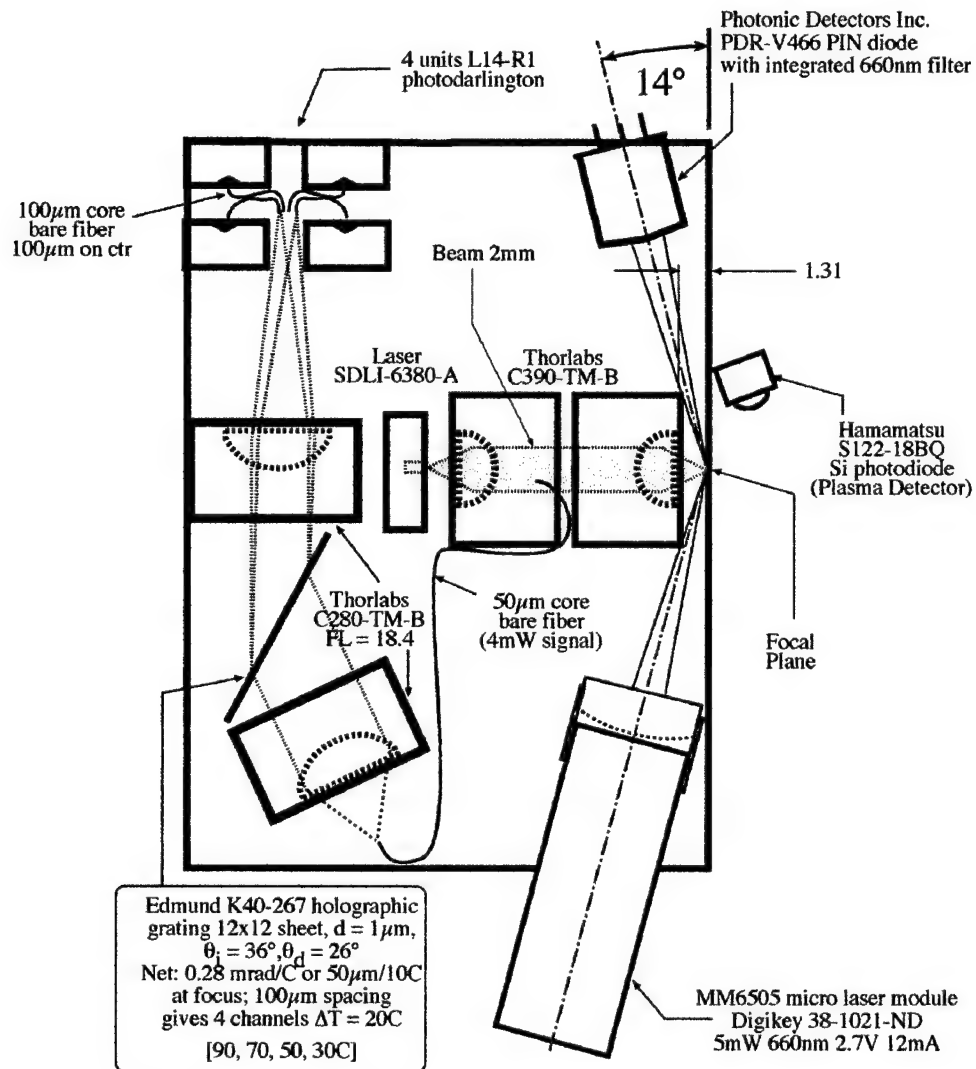 Photonic Detectors Inc.
PDR-V466 PIN diode
with integrated 660nm filter
4 units L14-R1
photodarlington
14°
100μm core
bare fiber
100μm on ctr
Beam 2mm
1.31
Laser
SDLI-6380-A
Thorlabs
C390-TM-B
Hamamatsu
S122-18BQ
Si photodiode
(Plasma Detector)
Thorlabs
C280-TM-B
FL = 18.4
50μm core
bare fiber
(4mW signal)
Focal
Plane
Edmund K40-267 holographic
grating 12x12 sheet, d = 1μm,
θi = 36°,θd = 26°
Net: 0.28 mrad/C or 50μm/10C
at focus; 100μm spacing
gives 4 channels ΔT = 20C
[90, 70, 50, 30C]
MM6505 micro laser module
Digikey 38-1021-ND
5mW 660nm 2.7V 12mA